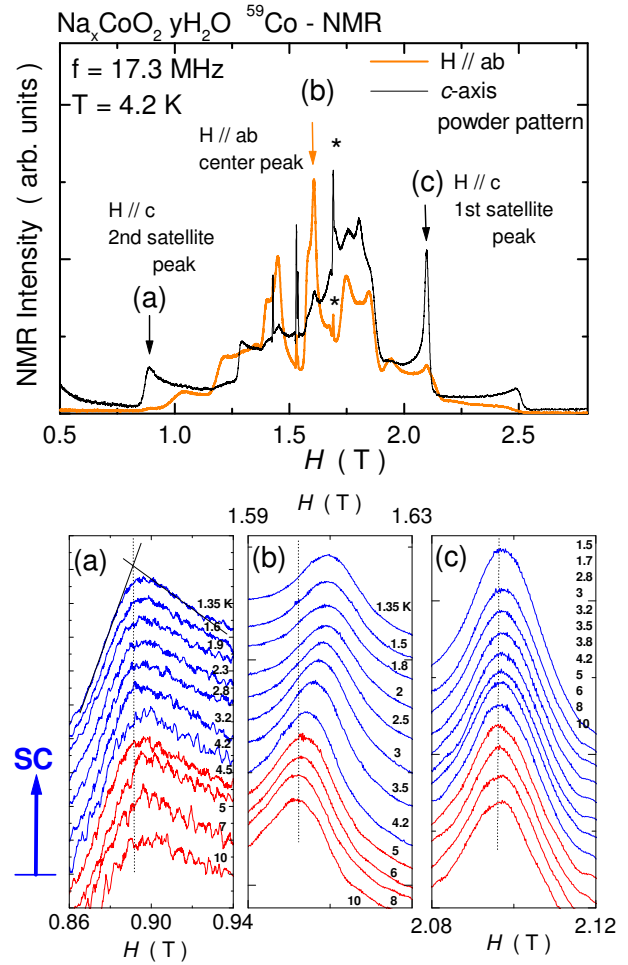 Na_xCoO_2 yH_2O ^59Co - NMR
f = 17.3 MHz
T = 4.2 K
H // ab
c-axis
powder pattern
(b)
*
H // ab
center peak
(c)
H // c
1st satellite
peak
H // c
2nd satellite
peak
(a)
*
NMR Intensity ( arb. units )
0.5 1.0 1.5 2.0 2.5
H ( T )
H ( T )
1.59 1.63
(a)
1.35 K
1.6
1.9
2.3
2.8
3.2
4.2
4.5
5
7
10
SC
0.86 0.90 0.94
H ( T )
(b)
1.35 K
1.5
1.8
2
2.5
3
3.5
4.2
5
6
8
10
(c)
1.5
1.7
2.8
3
3.2
3.5
3.8
4.2
5
6
8
10
2.08 2.12
H ( T )